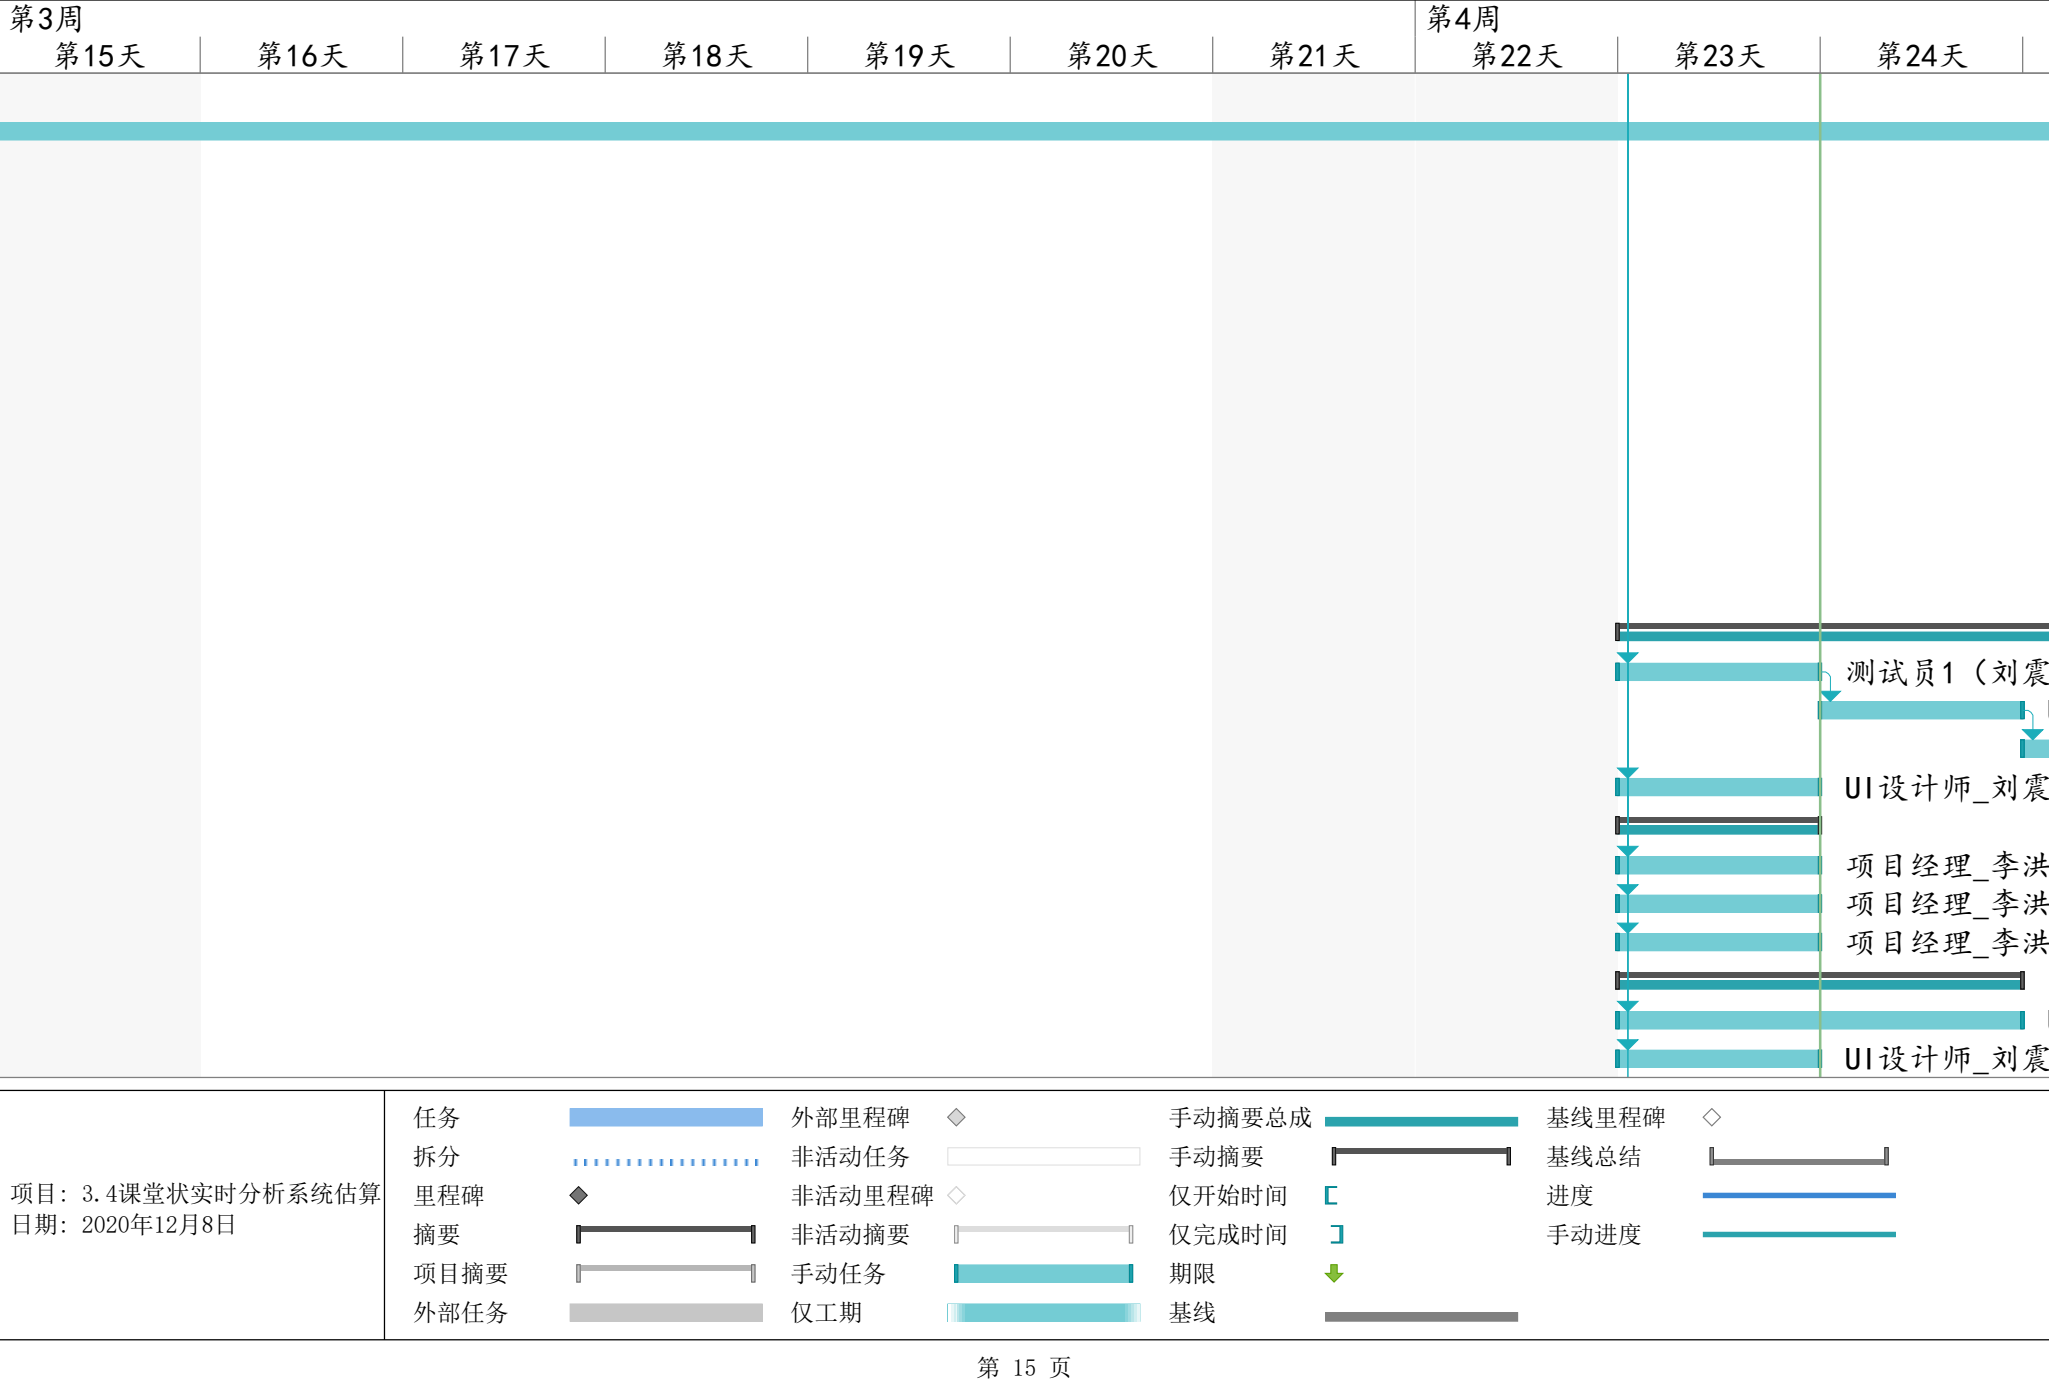 第3周
第4周
第15天
第16天
第17天
第18天
第19天
第20天
第21天
第22天
第23天
第24天
测试员1（刘震
UI设计师_刘震
项目经理_李洪
项目经理_李洪
项目经理_李洪
UI设计师_刘震
项目: 3.4课堂状实时分析系统估算
日期: 2020年12月8日
任务
拆分
里程碑
摘要
项目摘要
外部任务
外部里程碑
非活动任务
非活动里程碑
非活动摘要
手动任务
仅工期
手动摘要总成
手动摘要
仅开始时间
仅完成时间
期限
基线
基线里程碑
基线总结
进度
手动进度
第 15 页